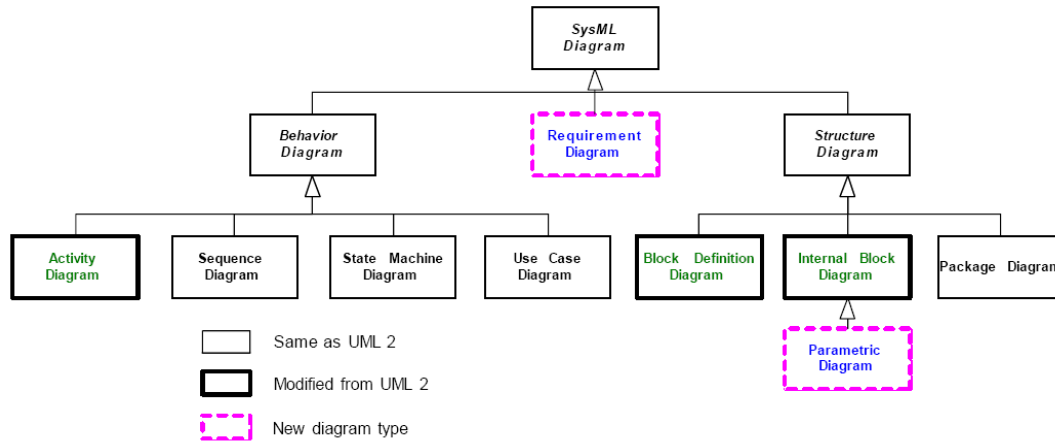 SysML
Diagram
Behavior
Diagram
Requirement
Diagram
Structure
Diagram
Activity
Diagram
Sequence
Diagram
State Machine
Diagram
Use Case
Diagram
Block Definition
Diagram
Internal Block
Diagram
Package Diagram
Parametric
Diagram
Same as UML 2
Modified from UML 2
New diagram type